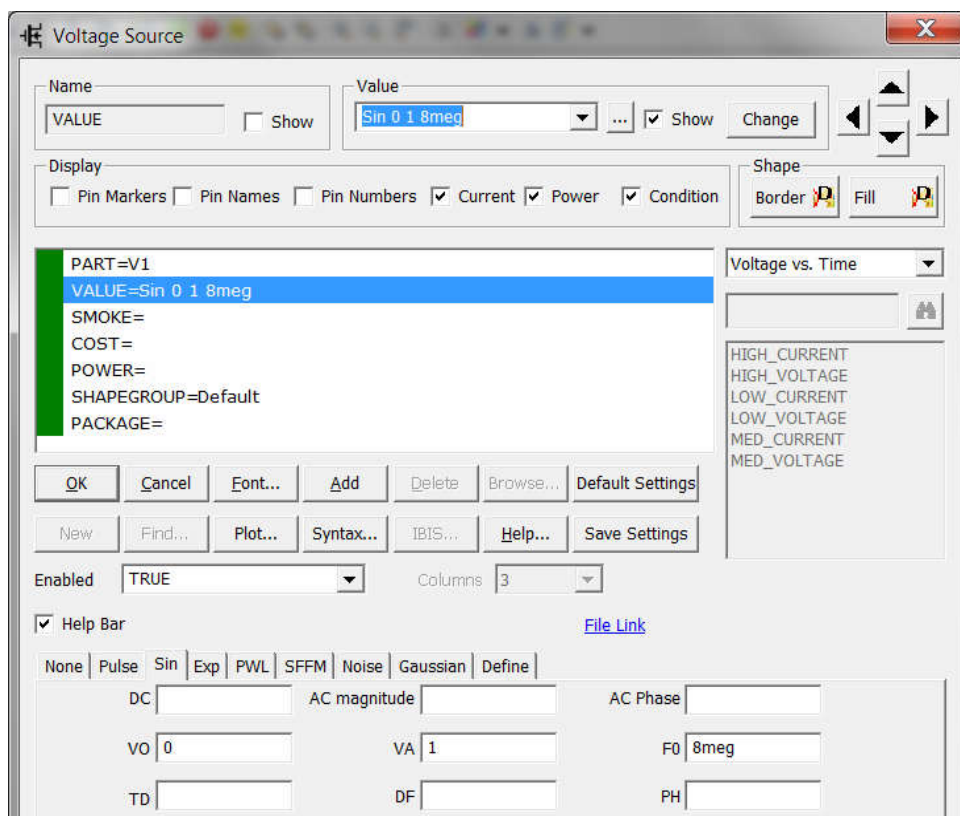 Voltage Source
Name
VALUE
Show
Value
Sin 0 1 8meg
...
Show
Change
Display
Pin Markers Pin Names Pin Numbers Current Power Condition
Shape
Border Fill
PART=V1
VALUE=Sin 0 1 8meg
SMOKE=
COST=
POWER=
SHAPEGROUP=Default
PACKAGE=
Voltage vs. Time
HIGH_CURRENT
HIGH_VOLTAGE
LOW_CURRENT
LOW_VOLTAGE
MED_CURRENT
MED_VOLTAGE
OK Cancel Font... Add Delete Browse... Default Settings
New Find... Plot... Syntax... IBIS... Help... Save Settings
Enabled TRUE Columns 3
Help Bar File Link
None Pulse Sin Exp PWL SFFM Noise Gaussian Define
DC AC magnitude AC Phase
VO 0 VA 1 F0 8meg
TD DF PH